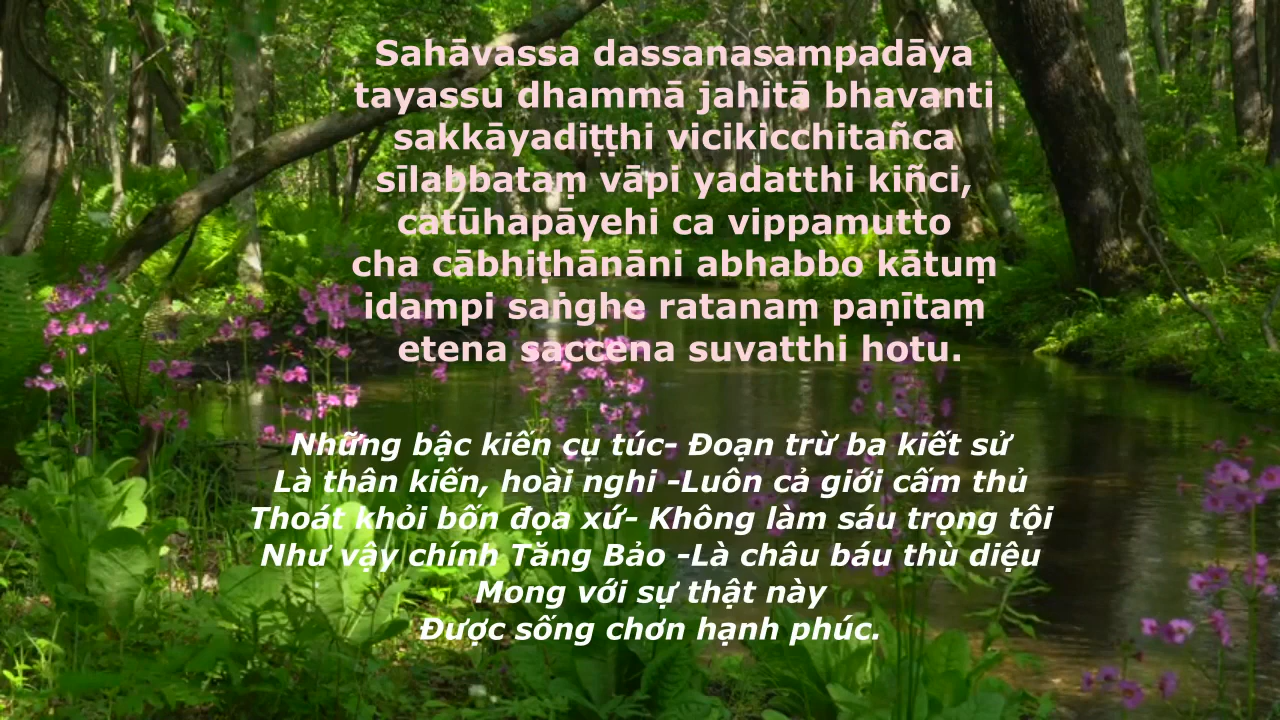 Sahāvassa dassanasampadāya
tayassu dhammā jahitā bhavanti
sakkāyadiṭṭhi vicikicchitañca
sīlabbataṃ vāpi yadatthi kiñci,
catūhapāyehi ca vippamutto
cha cābhiṭhānāni abhabbo kātuṃ
idampi saṅghe ratanaṃ paṇītaṃ
etena saccena suvatthi hotu.
Những bậc kiên cụ túc- Đoạn trừ ba kiết sử
Là thân kiến, hoài nghi -Luôn cả giới cấm thủ
Thoát khỏi bốn đọa xứ- Không làm sáu trọng tội
Như vậy chính Tăng Bảo -Là châu báu thù diệu
Mong với sự thật này
Được sống chơn hạnh phúc.